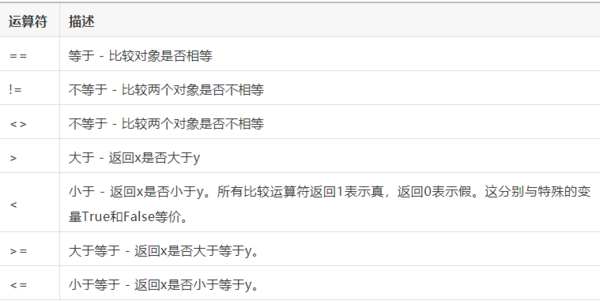 运算符 描述
== 等于 - 比较对象是否相等
!= 不等于 - 比较两个对象是否不相等
<> 不等于 - 比较两个对象是否不相等
> 大于 - 返回x是否大于y
< 小于 - 返回x是否小于y。所有比较运算符返回1表示真，返回0表示假。这分别与特殊的变
量True和False等价。
>= 大于等于 - 返回x是否大于等于y。
<= 小于等于 - 返回x是否小于等于y。